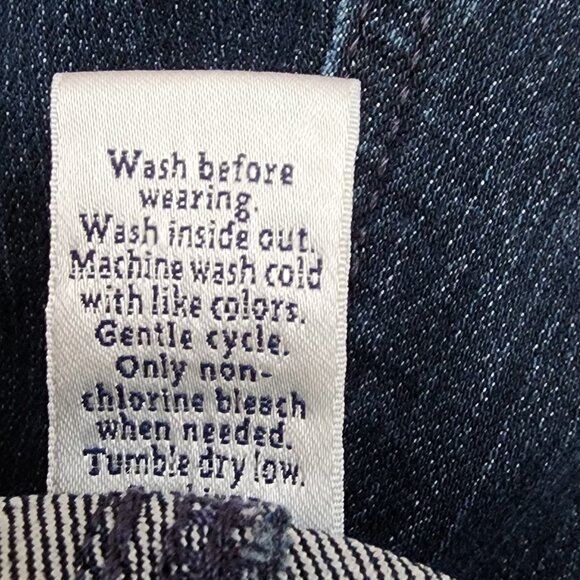 Wash before
wearing.
Wash inside out.
Machine wash cold
with like colors.
Gentle cycle.
Only non-
chlorine bleach
when needed.
Tumble dry low.